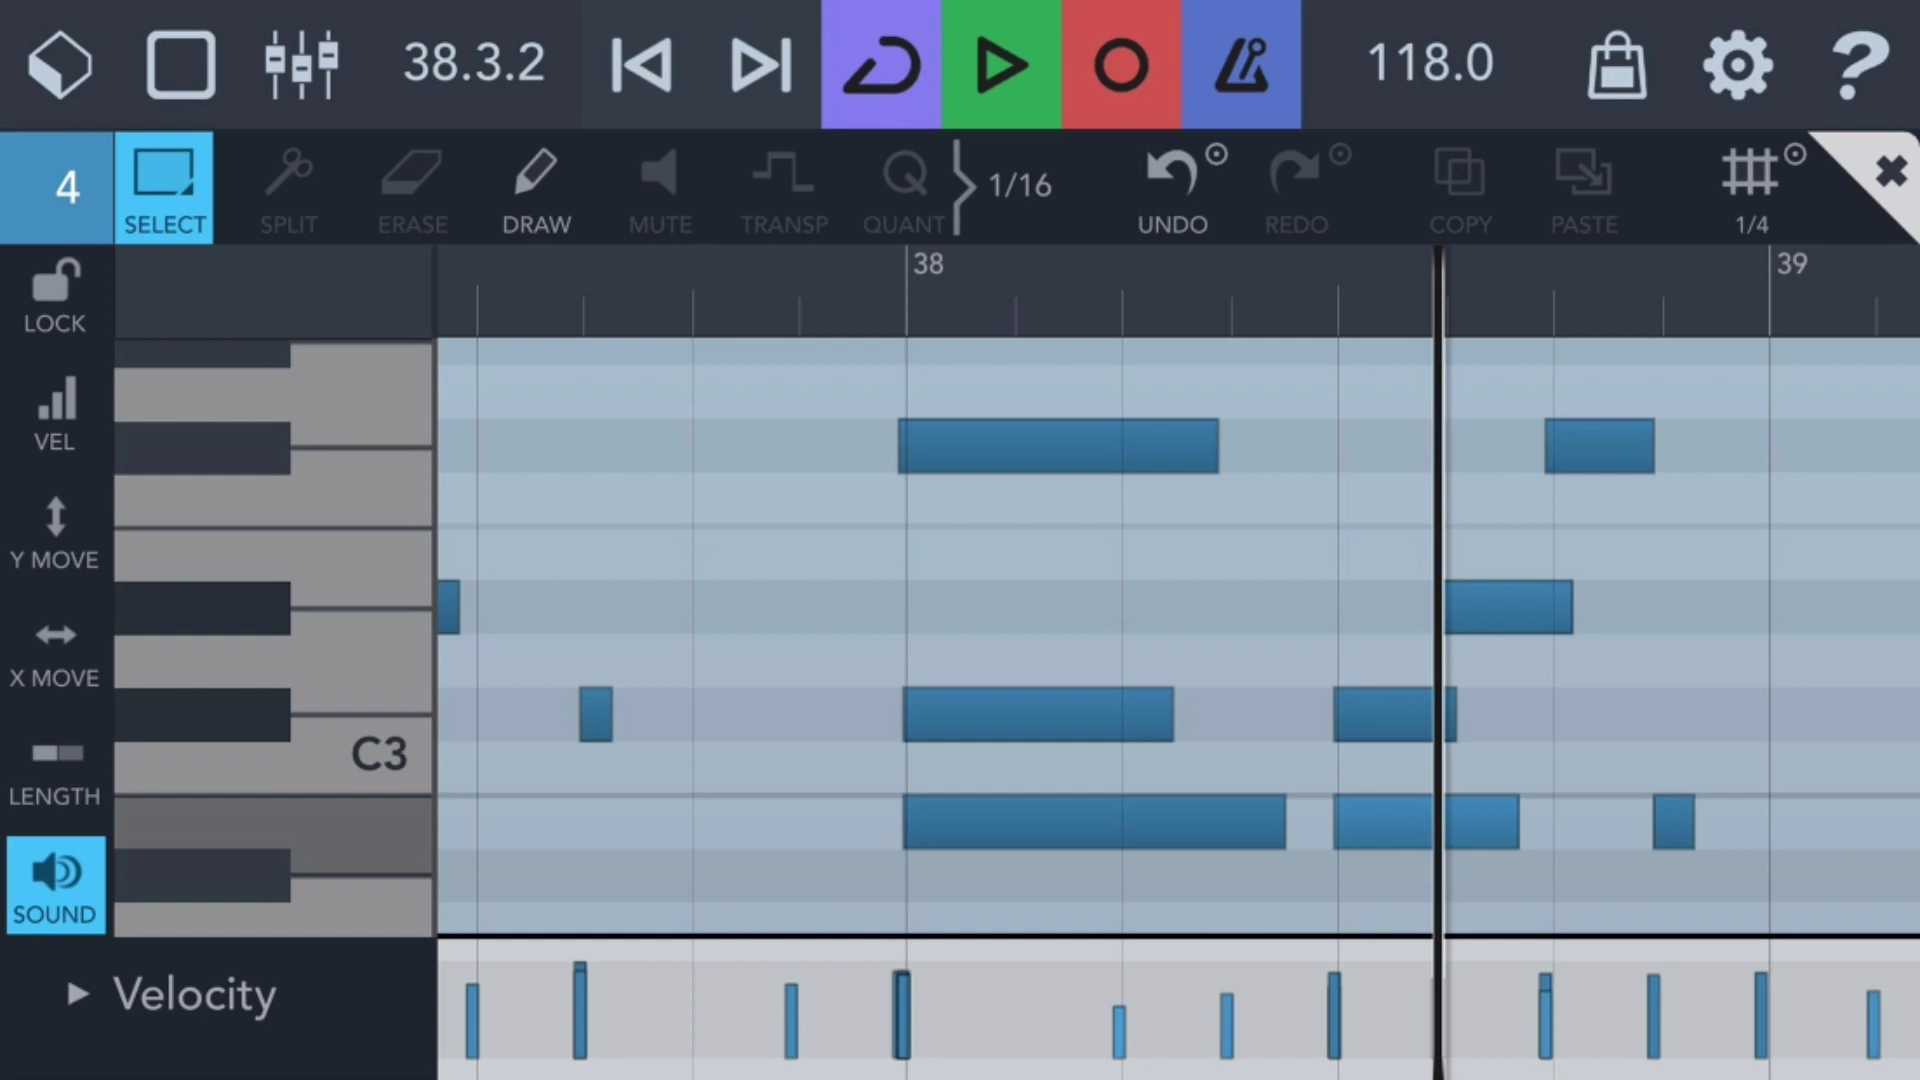 38.3.2
118.0
4
SELECT
SPLIT
ERASE
DRAW
MUTE
TRANSP
QUANT
1/16
UNDO
REDO
COPY
PASTE
1/4
38
39
LOCK
VEL
Y MOVE
X MOVE
LENGTH
SOUND
C3
Velocity